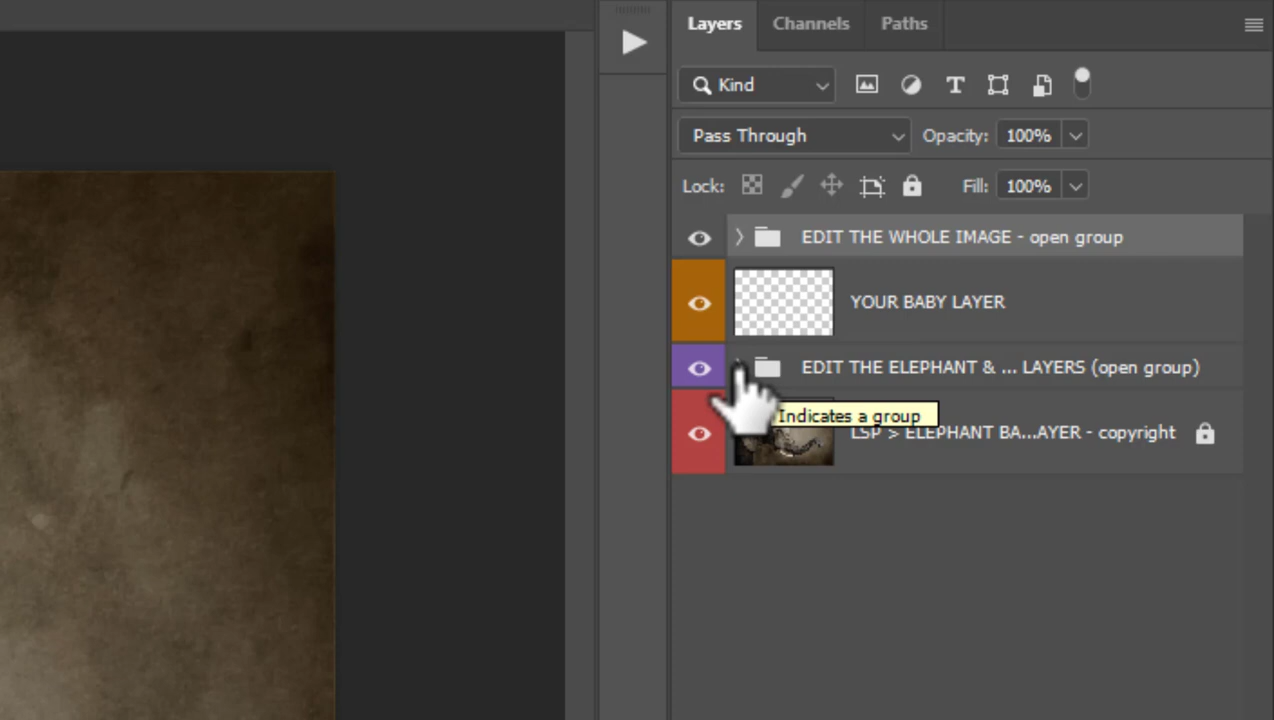 Layers Channels Paths
Kind
Pass Through Opacity: 100%
Lock: Fill: 100%
EDIT THE WHOLE IMAGE - open group
YOUR BABY LAYER
EDIT THE ELEPHANT & ... LAYERS (open group)
Indicates a group
LSP > ELEPHANT BA...AYER - copyright